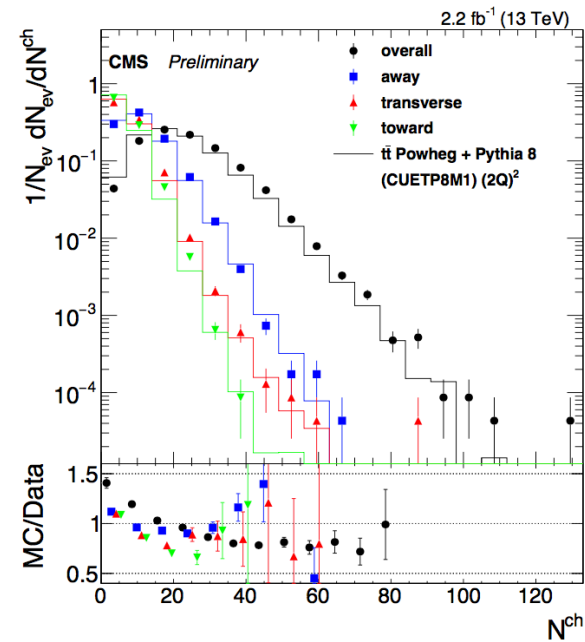 2.2 fb⁻¹ (13 TeV)
CMS Preliminary
overall
away
transverse
toward
tt̄ Powheg + Pythia 8
(CUETP8M1) (2Q)²
1/N_ev dN_ev/dN^ch
1
10⁻¹
10⁻²
10⁻³
10⁻⁴
MC/Data
1.5
1
0.5
0 20 40 60 80 100 120
N^ch